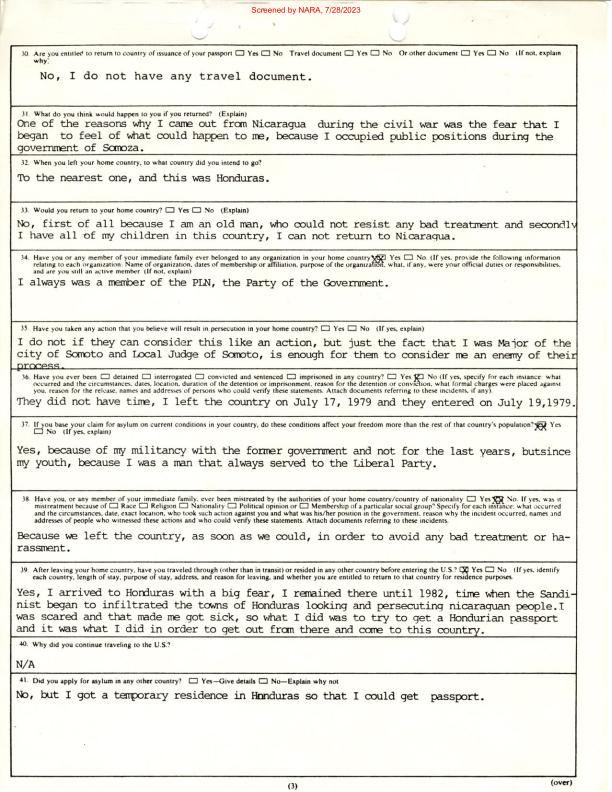 Screened by NARA, 7/28/2023
30. Are you entitled to return to country of issuance of your passport ☐ Yes ☐ No Travel document ☐ Yes ☐ No Or other document ☐ Yes ☐ No (If not, explain
why)
No, I do not have any travel document.
31. What do you think would happen to you if you returned? (Explain)
One of the reasons why I came out from Nicaragua during the civil war was the fear that I
began to feel of what could happen to me, because I occupied public positions during the
government of Somoza.
32. When you left your home country, to what country did you intend to go?
To the nearest one, and this was Honduras.
33. Would you return to your home country? ☐ Yes ☐ No (Explain)
No, first of all because I am an old man, who could not resist any bad treatment and secondly
I have all of my children in this country, I can not return to Nicaragua.
34. Have you or any member of your immediate family ever belonged to any organization in your home country? ☒ Yes ☐ No. (If yes, provide the following information
relating to each organization: Name of organization, dates of membership or affiliation, purpose of the organization, what, if any, were your official duties or responsibilities,
and are you still an active member. (If not, explain)
I always was a member of the PLN, the Party of the Government.
35. Have you taken any action that you believe will result in persecution in your home country? ☐ Yes ☐ No (If yes, explain)
I do not if they can consider this like an action, but just the fact that I was Major of the
city of Somoto and Local Judge of Somoto, is enough for them to consider me an enemy of their
process.
36. Have you ever been ☐ detained ☐ interrogated ☐ convicted and sentenced ☐ imprisoned in any country? ☐ Yes ☒ No (If yes, specify for each instance: what
occurred and the circumstances, dates, location, duration of the detention or imprisonment, reason for the detention or conviction, what formal charges were placed against
you, reason for the release, names and addresses of persons who could verify these statements. Attach documents referring to these incidents, if any).
They did not have time, I left the country on July 17, 1979 and they entered on July 19,1979.
37. If you base your claim for asylum on current conditions in your country, do these conditions affect your freedom more than the rest of that country's population? ☒ Yes
☐ No (If yes, explain)
Yes, because of my militancy with the former government and not for the last years, butsince
my youth, because I was a man that always served to the Liberal Party.
38. Have you, or any member of your immediate family, ever been mistreated by the authorities of your home country/country of nationality ☐ Yes ☒ No. If yes, was it
mistreatment because of ☐ Race ☐ Religion ☐ Nationality ☐ Political opinion or ☐ Membership of a particular social group? Specify for each instance: what occurred
and the circumstances, date, exact location, who took such action against you and what was his/her position in the government, reason why the incident occurred, names and
addresses of people who witnessed these actions and who could verify these statements. Attach documents referring to these incidents.
Because we left the country, as soon as we could, in order to avoid any bad treatment or ha-
rassment.
39. After leaving your home country, have you traveled through (other than in transit) or resided in any other country before entering the U.S.? ☒ Yes ☐ No (If yes, identify
each country, length of stay, purpose of stay, address, and reason for leaving, and whether you are entitled to return to that country for residence purposes.
Yes, I arrived to Honduras with a big fear, I remained there until 1982, time when the Sandi-
nist began to infiltrated the towns of Honduras looking and persecuting nicaraguan people.I
was scared and that made me got sick, so what I did was to try to get a Hondurian passport
and it was what I did in order to get out from there and come to this country.
40. Why did you continue traveling to the U.S.?
N/A
41. Did you apply for asylum in any other country? ☐ Yes—Give details ☐ No—Explain why not
No, but I got a temporary residence in Honduras so that I could get passport.
(3)
(over)